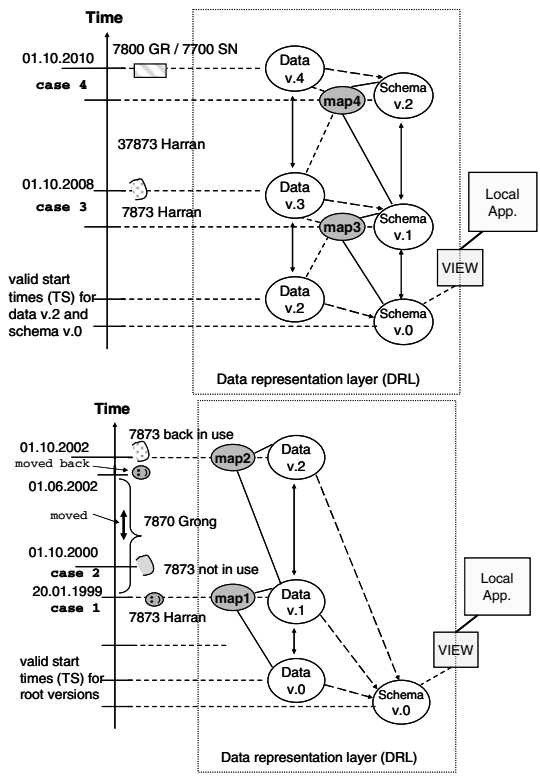 Time
7800 GR / 7700 SN
01.10.2010
case 4
Data
v.4
Schema
v.2
map4
37873 Harran
01.10.2008
case 3
7873 Harran
Data
v.3
map3
Schema
v.1
Local
App.
VIEW
valid start
times (TS) for
data v.2 and
schema v.0
Data
v.2
Schema
v.0
Data representation layer (DRL)
Time
7873 back in use
01.10.2002
moved back
:)
01.06.2002
map2
Data
v.2
moved
7870 Grong
01.10.2000
case 2
7873 not in use
20.01.1999
case 1
:)
7873 Harran
map1
Data
v.1
Local
App.
VIEW
valid start
times (TS) for
root versions
Data
v.0
Schema
v.0
Data representation layer (DRL)